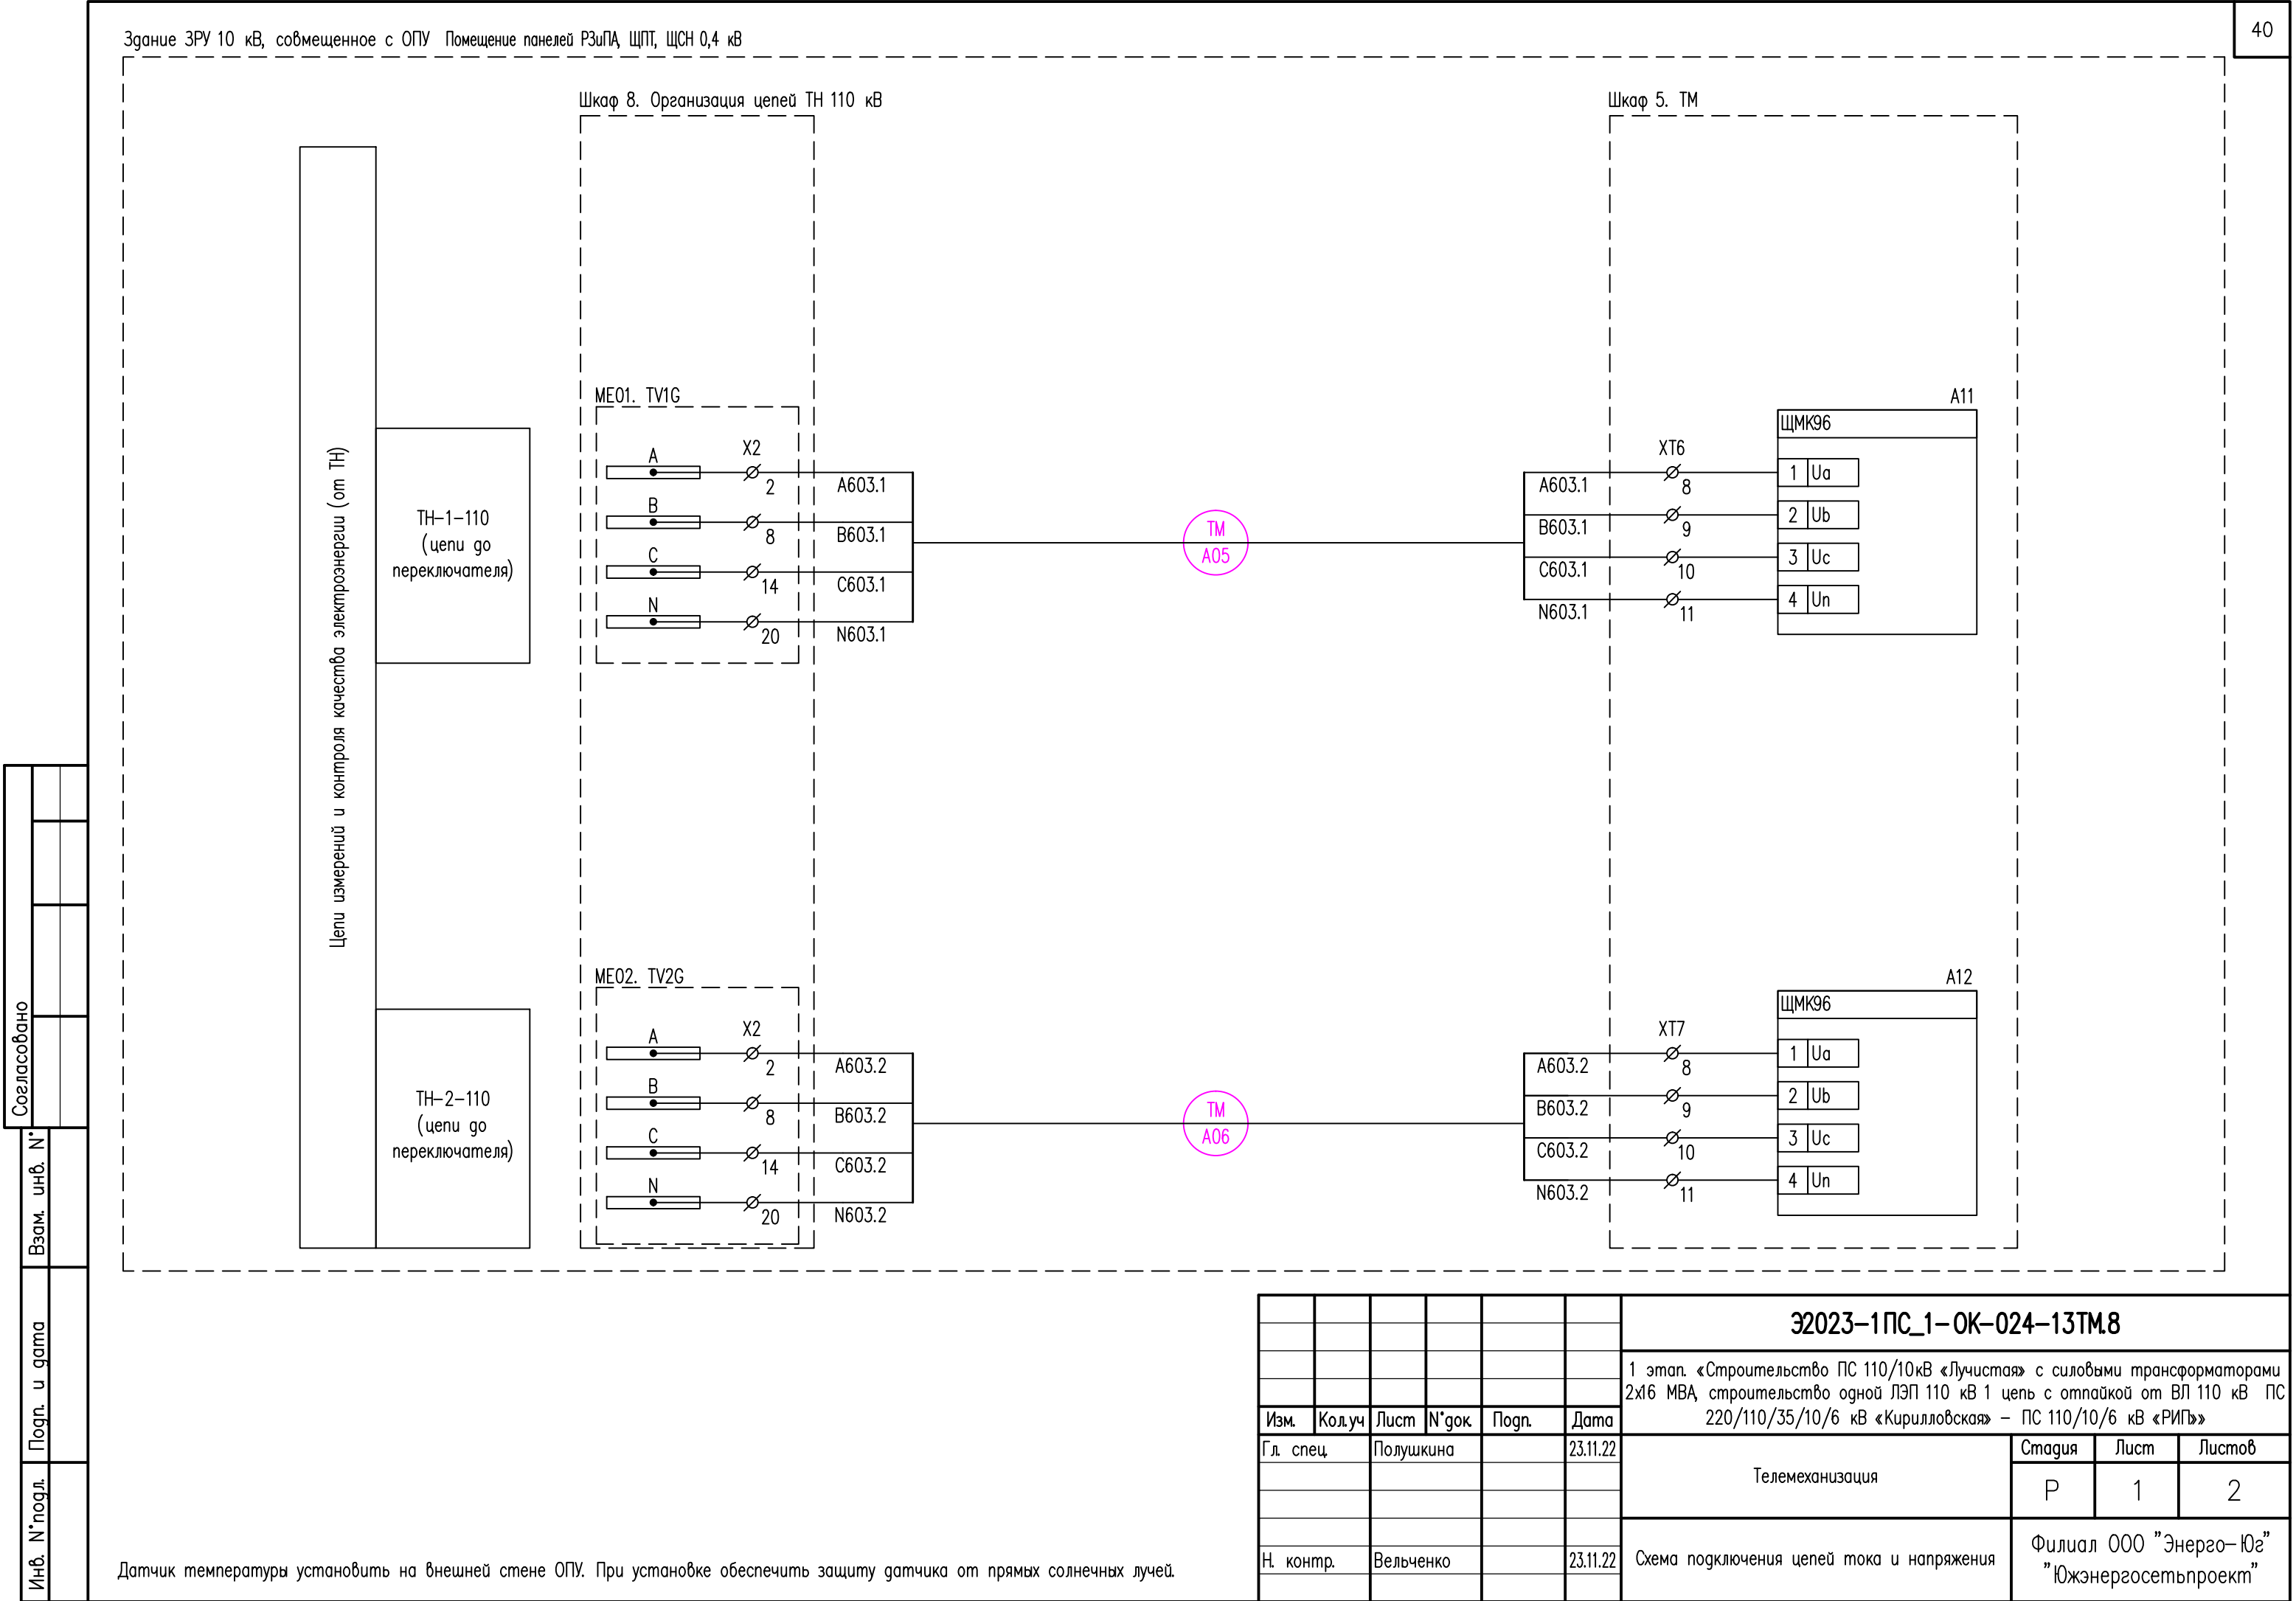 40
Здание ЗРУ 10 кВ, совмещенное с ОПУ Помещение панелей РЗиПА, ЩПТ, ЩСН 0,4 кВ
Шкаф 8. Организация цепей ТН 110 кВ
Шкаф 5. ТМ
Цепи измерений и контроля качества электроэнергии (от ТН)
ТН-1-110
(цепи до
переключателя)
МЕ01. TV1G
A
X2
2
A603.1
B
8
B603.1
C
14
C603.1
N
20
N603.1
ТМ
А05
A603.1
B603.1
C603.1
N603.1
XT6
8
9
10
11
A11
ЩМК96
1 Ua
2 Ub
3 Uc
4 Un
ТН-2-110
(цепи до
переключателя)
МЕ02. TV2G
A
X2
2
A603.2
B
8
B603.2
C
14
C603.2
N
20
N603.2
ТМ
А06
A603.2
B603.2
C603.2
N603.2
XT7
8
9
10
11
A12
ЩМК96
1 Ua
2 Ub
3 Uc
4 Un
Согласовано
Взам. инв. N°
Подп. и дата
Инв. N°подл.
Датчик температуры установить на внешней стене ОПУ. При установке обеспечить защиту датчика от прямых солнечных лучей.
Э2023-1ПС_1-ОК-024-13ТМ.8
1 этап. «Строительство ПС 110/10кВ «Лучистая» с силовыми трансформаторами
2х16 МВА, строительство одной ЛЭП 110 кВ 1 цепь с отпайкой от ВЛ 110 кВ ПС
220/110/35/10/6 кВ «Кирилловская» – ПС 110/10/6 кВ «РИП»»
Изм. Кол.уч Лист N°док. Подп. Дата
Гл. спец. Полушкина 23.11.22
Н. контр. Вельченко 23.11.22
Телемеханизация
Стадия Лист Листов
Р 1 2
Схема подключения цепей тока и напряжения
Филиал ООО "Энерго-Юг"
"Южэнергосетьпроект"